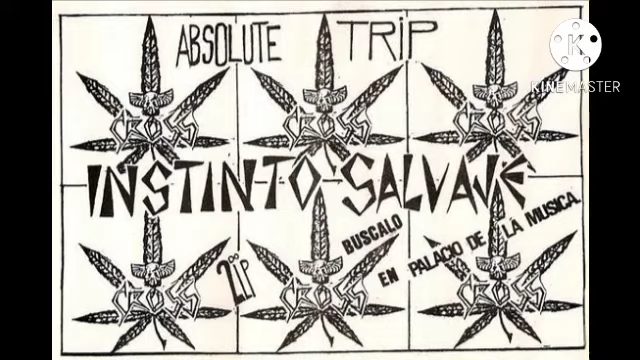 ABSOLUTE TRIP
K
KINEMASTER
CROSS CROSS CROSS
INSTINTO SALVAJE
2.00 LP
BUSCALO
EN PALACIO DE LA MUSICA
CROSS CROSS CROSS